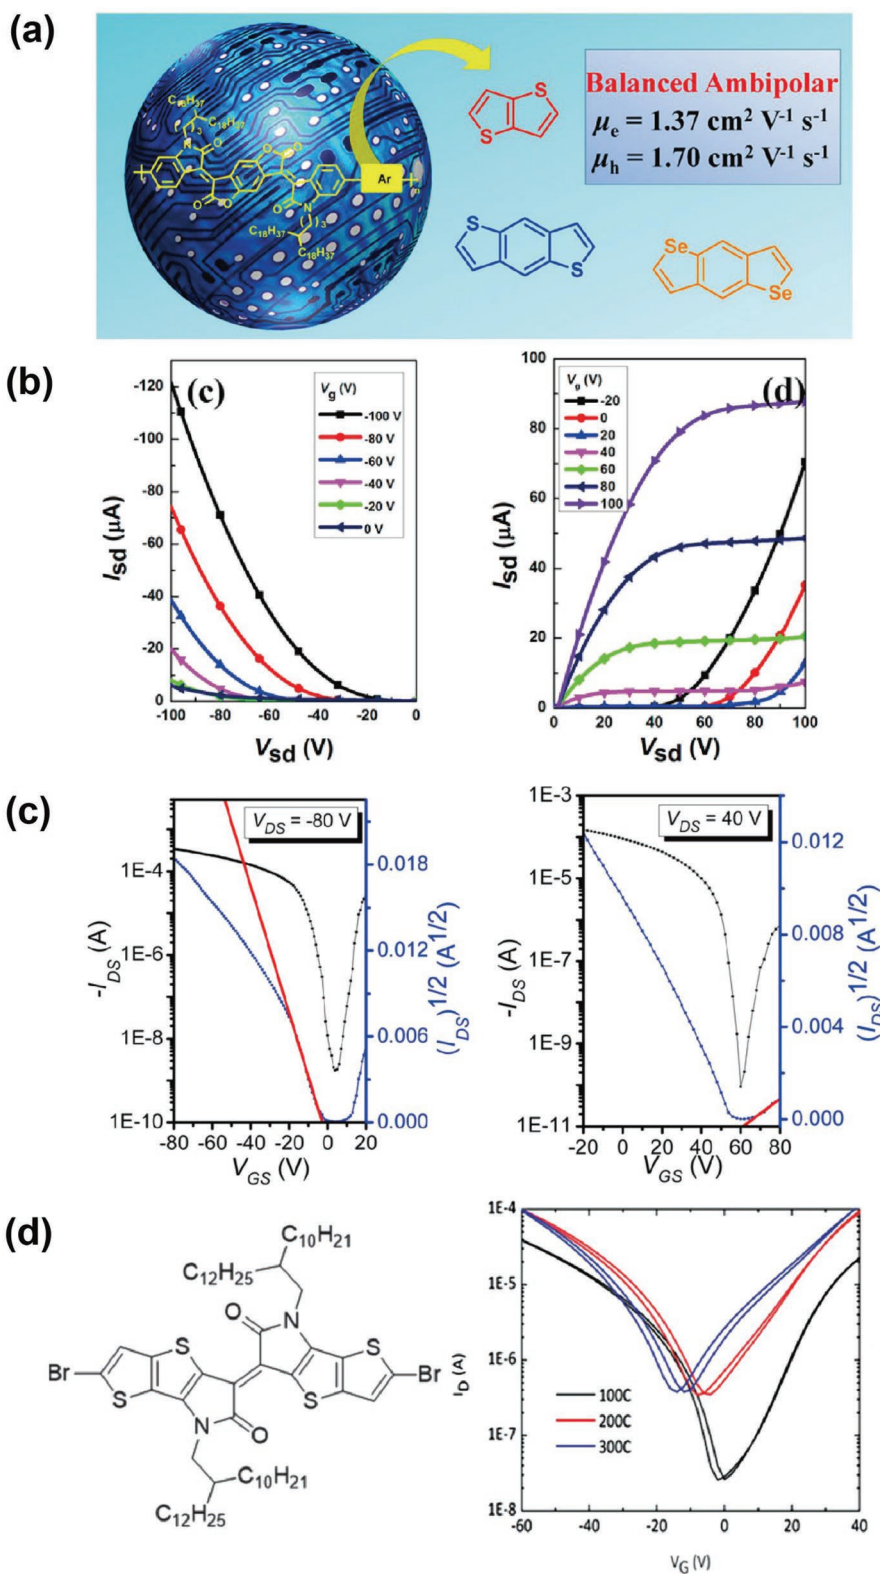 (a)
C₁₈H₃₇
C₁₈H₃₇
3
N
O
O
O
O
O
O
N
Ar
n
3
C₁₈H₃₇
C₁₈H₃₇
S
S
S
S
Se
Se
Balanced Ambipolar
μe = 1.37 cm² V⁻¹ s⁻¹
μh = 1.70 cm² V⁻¹ s⁻¹
(b)
(c)
Vg (V)
-100 V
-80 V
-60 V
-40 V
-20 V
0 V
-120
-100
-80
-60
-40
-20
0
Isd (μA)
-100 -80 -60 -40 -20 0
Vsd (V)
(d)
Vg (V)
-20
0
20
40
60
80
100
100
80
60
40
20
0
Isd (μA)
0 20 40 60 80 100
Vsd (V)
(c)
VDS = -80 V
1E-4
1E-6
1E-8
1E-10
-IDS (A)
0.018
0.012
0.006
0.000
(IDS)^1/2 (A^1/2)
-80 -60 -40 -20 0 20
VGS (V)
VDS = 40 V
1E-3
1E-5
1E-7
1E-9
1E-11
-IDS (A)
0.012
0.008
0.004
0.000
(IDS)^1/2 (A^1/2)
-20 0 20 40 60 80
VGS (V)
(d)
C₁₀H₂₁
C₁₂H₂₅
O
N
S
S
Br
Br
S
S
N
O
C₁₀H₂₁
C₁₂H₂₅
1E-4
1E-5
1E-6
1E-7
1E-8
ID (A)
100C
200C
300C
-60 -40 -20 0 20 40
VG (V)